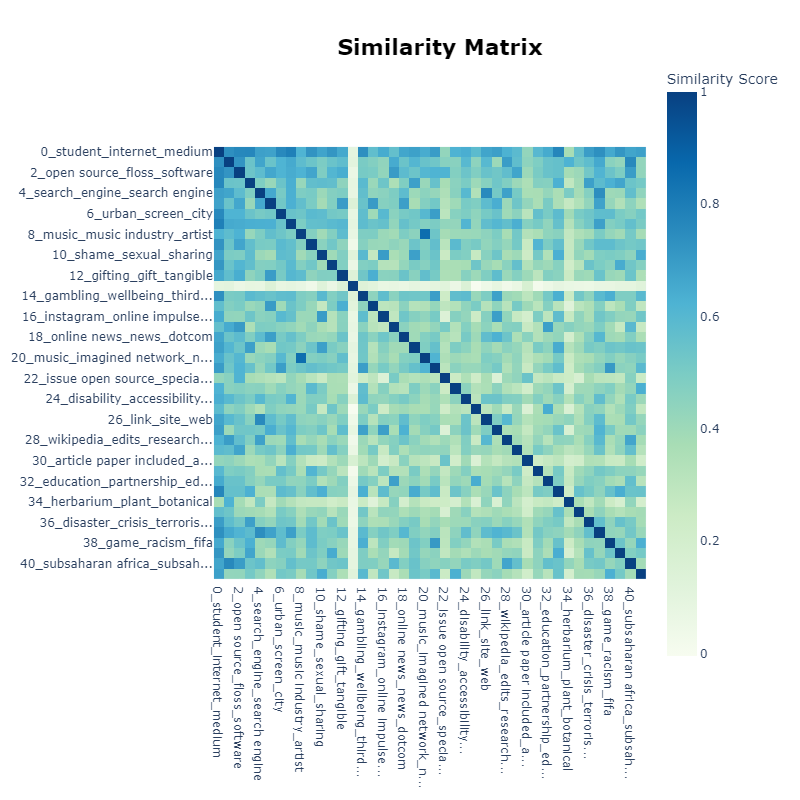 Similarity Matrix
Similarity Score
1
0.8
0.6
0.4
0.2
0
0_student_internet_medium
2_open source_floss_software
4_search_engine_search engine
6_urban_screen_city
8_music_music industry_artist
10_shame_sexual_sharing
12_gifting_gift_tangible
14_gambling_wellbeing_third...
16_instagram_online impulse...
18_online news_news_dotcom
20_music_imagined network_n...
22_issue open source_specia...
24_disability_accessibility...
26_link_site_web
28_wikipedia_edits_research...
30_article paper included_a...
32_education_partnership_ed...
34_herbarium_plant_botanical
36_disaster_crisis_terroris...
38_game_racism_fifa
40_subsaharan africa_subsah...
0_student_internet_medium
2_open source_floss_software
4_search_engine_search engine
6_urban_screen_city
8_music_music industry_artist
10_shame_sexual_sharing
12_gifting_gift_tangible
14_gambling_wellbeing_third...
16_instagram_online impulse...
18_online news_news_dotcom
20_music_imagined network_n...
22_issue open source_specia...
24_disability_accessibility...
26_link_site_web
28_wikipedia_edits_research...
30_article paper included_a...
32_education_partnership_ed...
34_herbarium_plant_botanical
36_disaster_crisis_terroris...
38_game_racism_fifa
40_subsaharan africa_subsah...